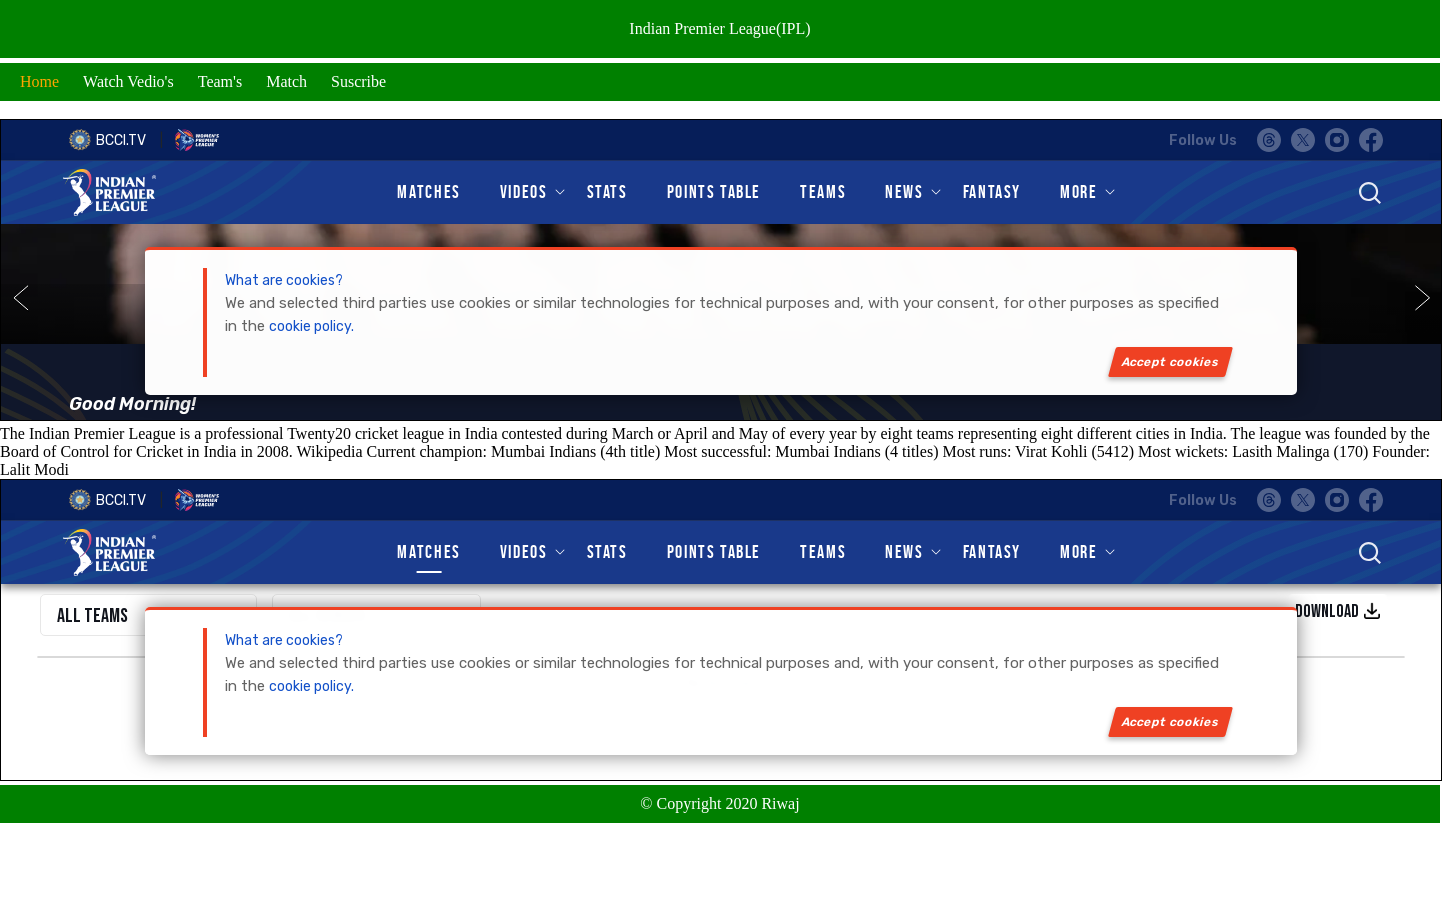 Indian Premier League(IPL)
Home Watch Vedio's Team's Match Suscribe
BCCI.TV WOMEN'S PREMIER LEAGUE Follow Us
INDIAN PREMIER LEAGUE MATCHES VIDEOS STATS POINTS TABLE TEAMS NEWS FANTASY MORE
What are cookies?
We and selected third parties use cookies or similar technologies for technical purposes and, with your consent, for other purposes as specified
in the cookie policy.
Accept cookies
Good Morning!
The Indian Premier League is a professional Twenty20 cricket league in India contested during March or April and May of every year by eight teams representing eight different cities in India. The league was founded by the
Board of Control for Cricket in India in 2008. Wikipedia Current champion: Mumbai Indians (4th title) Most successful: Mumbai Indians (4 titles) Most runs: Virat Kohli (5412) Most wickets: Lasith Malinga (170) Founder:
Lalit Modi
BCCI.TV WOMEN'S PREMIER LEAGUE Follow Us
INDIAN PREMIER LEAGUE MATCHES VIDEOS STATS POINTS TABLE TEAMS NEWS FANTASY MORE
ALL TEAMS DOWNLOAD
What are cookies?
We and selected third parties use cookies or similar technologies for technical purposes and, with your consent, for other purposes as specified
in the cookie policy.
Accept cookies
© Copyright 2020 Riwaj